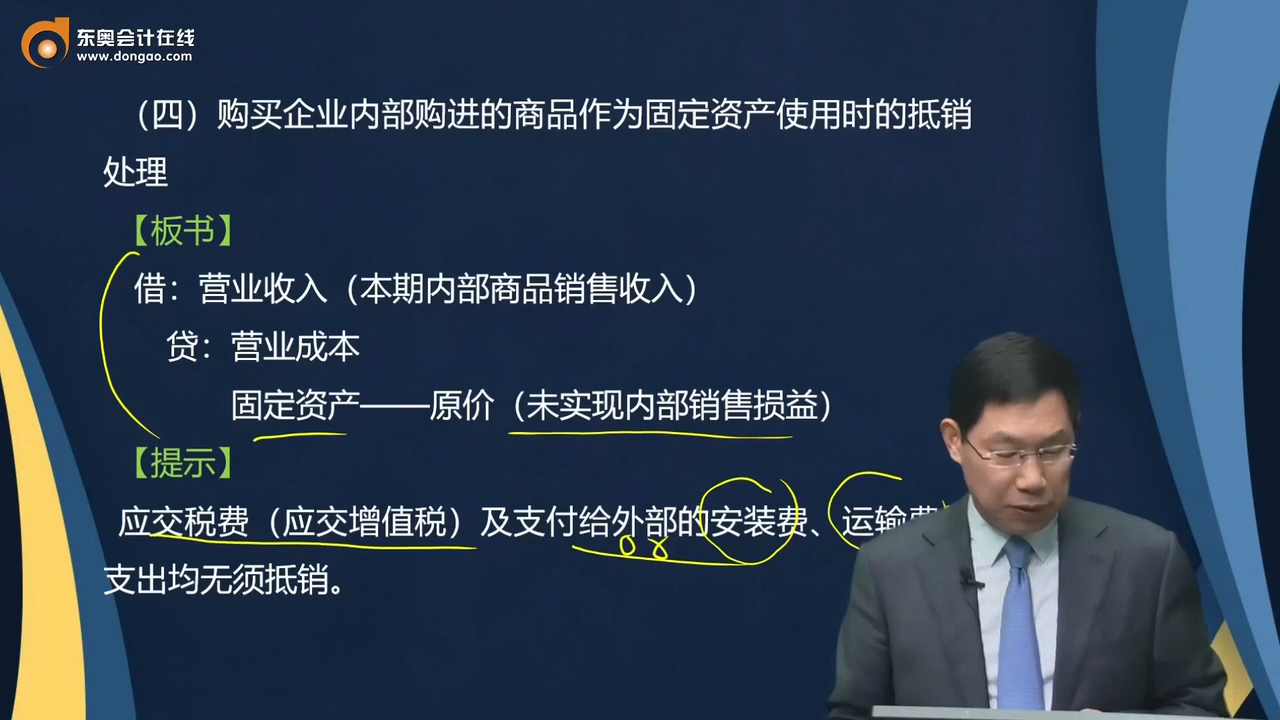 东奥会计在线
www.dongao.com
（四）购买企业内部购进的商品作为固定资产使用时的抵销
处理
【板书】
借：营业收入（本期内部商品销售收入）
贷：营业成本
固定资产——原价（未实现内部销售损益）
【提示】
应交税费（应交增值税）及支付给外部的安装费、运输费
支出均无须抵销。